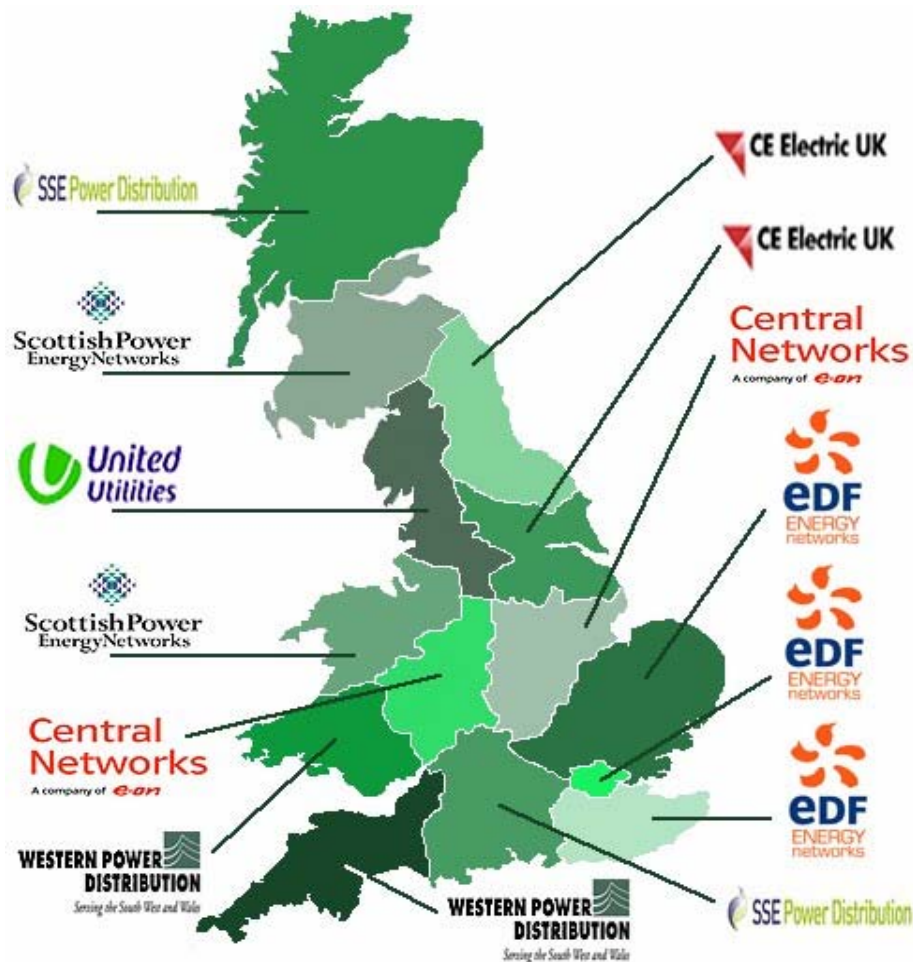 SSE Power Distribution
ScottishPower
EnergyNetworks
United
Utilities
ScottishPower
EnergyNetworks
Central
Networks
A company of e·on
WESTERN POWER
DISTRIBUTION
Serving the South West and Wales
WESTERN POWER
DISTRIBUTION
Serving the South West and Wales
CE Electric UK
CE Electric UK
Central
Networks
A company of e·on
eDF
ENERGY
networks
eDF
ENERGY
networks
eDF
ENERGY
networks
SSE Power Distribution